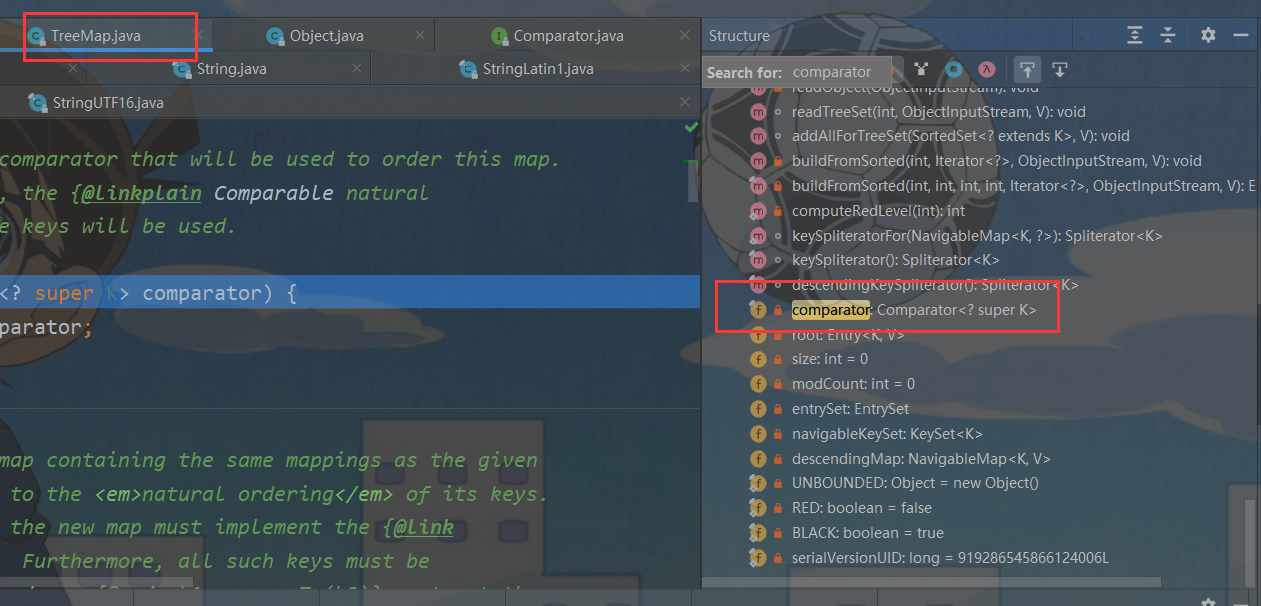 TreeMap.java
Object.java
Comparator.java
String.java
StringLatin1.java
StringUTF16.java
comparator that will be used to order this map.
, the {@linkplain Comparable natural
e keys will be used.
<? super K> comparator) {
parator;
map containing the same mappings as the given
to the <em>natural ordering</em> of its keys.
the new map must implement the {@link
Furthermore, all such keys must be
Structure
Search for: comparator
readObject(ObjectInputStream): void
readTreeSet(int, ObjectInputStream, V): void
addAllForTreeSet(SortedSet<? extends K>, V): void
buildFromSorted(int, Iterator<?>, ObjectInputStream, V): void
buildFromSorted(int, int, int, int, Iterator<?>, ObjectInputStream, V): E
computeRedLevel(int): int
keySpliteratorFor(NavigableMap<K, ?>): Spliterator<K>
keySpliterator(): Spliterator<K>
descendingKeySpliterator(): Spliterator<K>
comparator: Comparator<? super K>
root: Entry<K, V>
size: int = 0
modCount: int = 0
entrySet: EntrySet
navigableKeySet: KeySet<K>
descendingMap: NavigableMap<K, V>
UNBOUNDED: Object = new Object()
RED: boolean = false
BLACK: boolean = true
serialVersionUID: long = 919286545866124006L